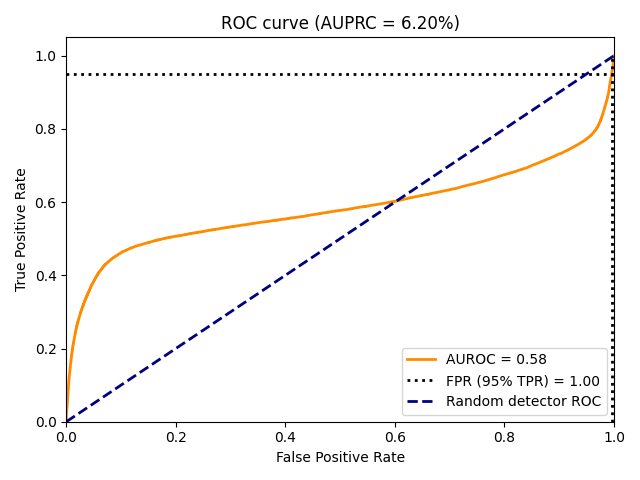 ROC curve (AUPRC = 6.20%)
True Positive Rate
1.0
0.8
0.6
0.4
0.2
0.0
0.0 0.2 0.4 0.6 0.8 1.0
False Positive Rate
AUROC = 0.58
FPR (95% TPR) = 1.00
Random detector ROC